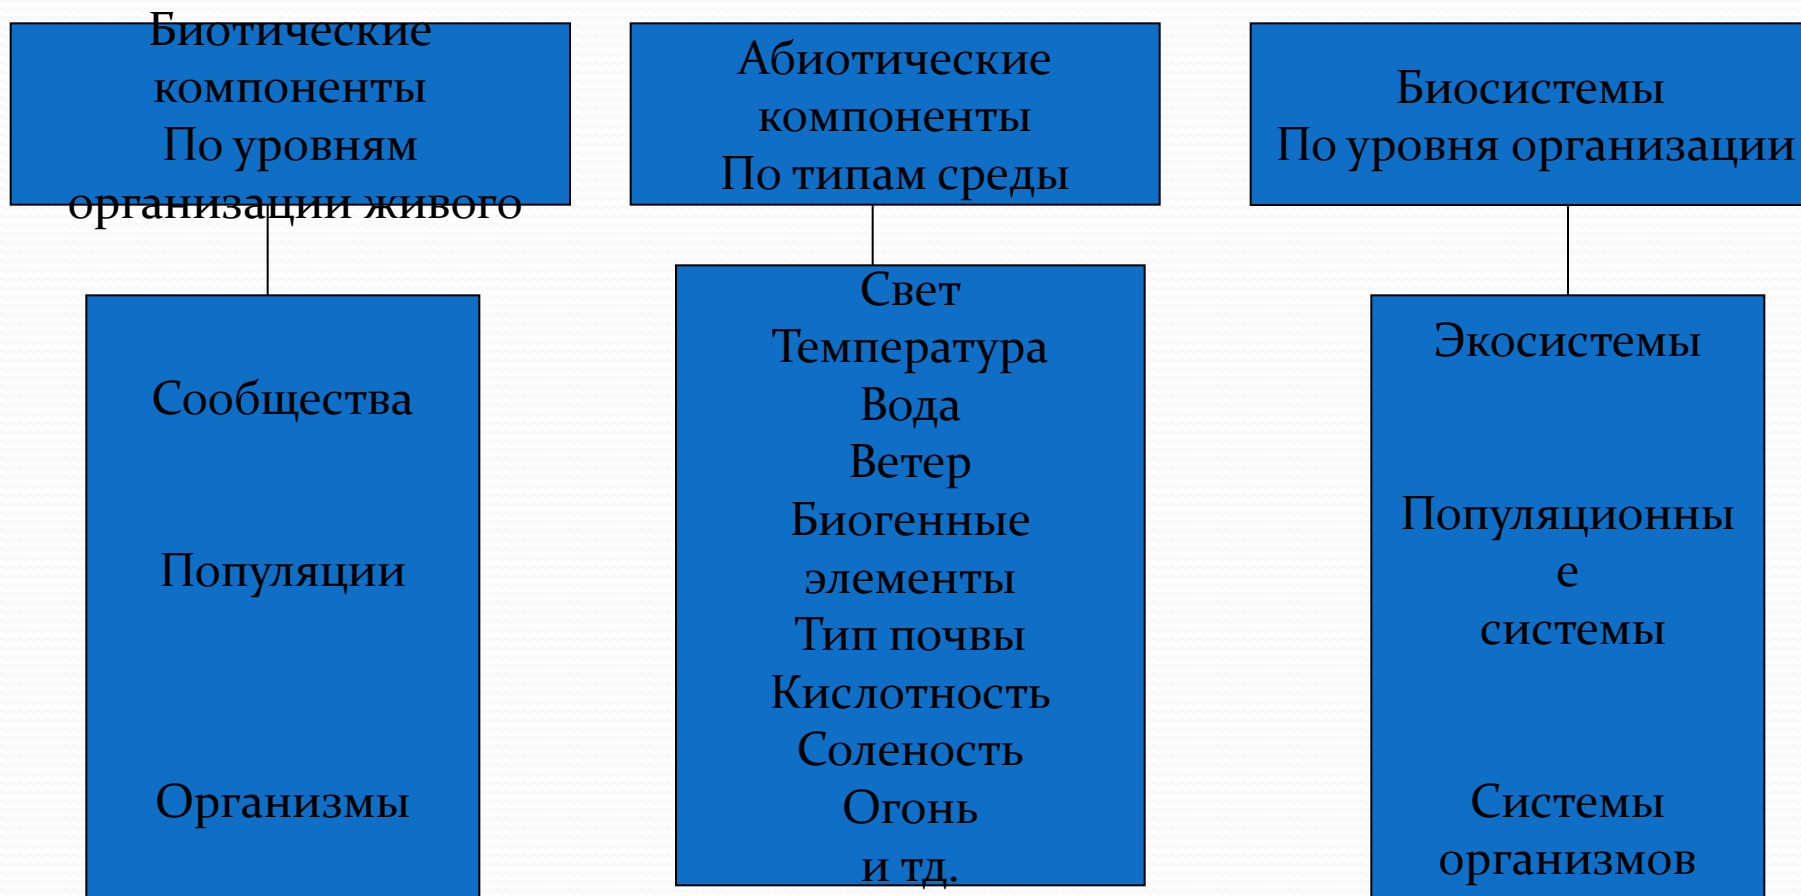 Биотические
компоненты
По уровням
организации живого
Абиотические
компоненты
По типам среды
Биосистемы
По уровня организации
Сообщества
Популяции
Организмы
Свет
Температура
Вода
Ветер
Биогенные
элементы
Тип почвы
Кислотность
Соленость
Огонь
и тд.
Экосистемы
Популяционны
е
системы
Системы
организмов